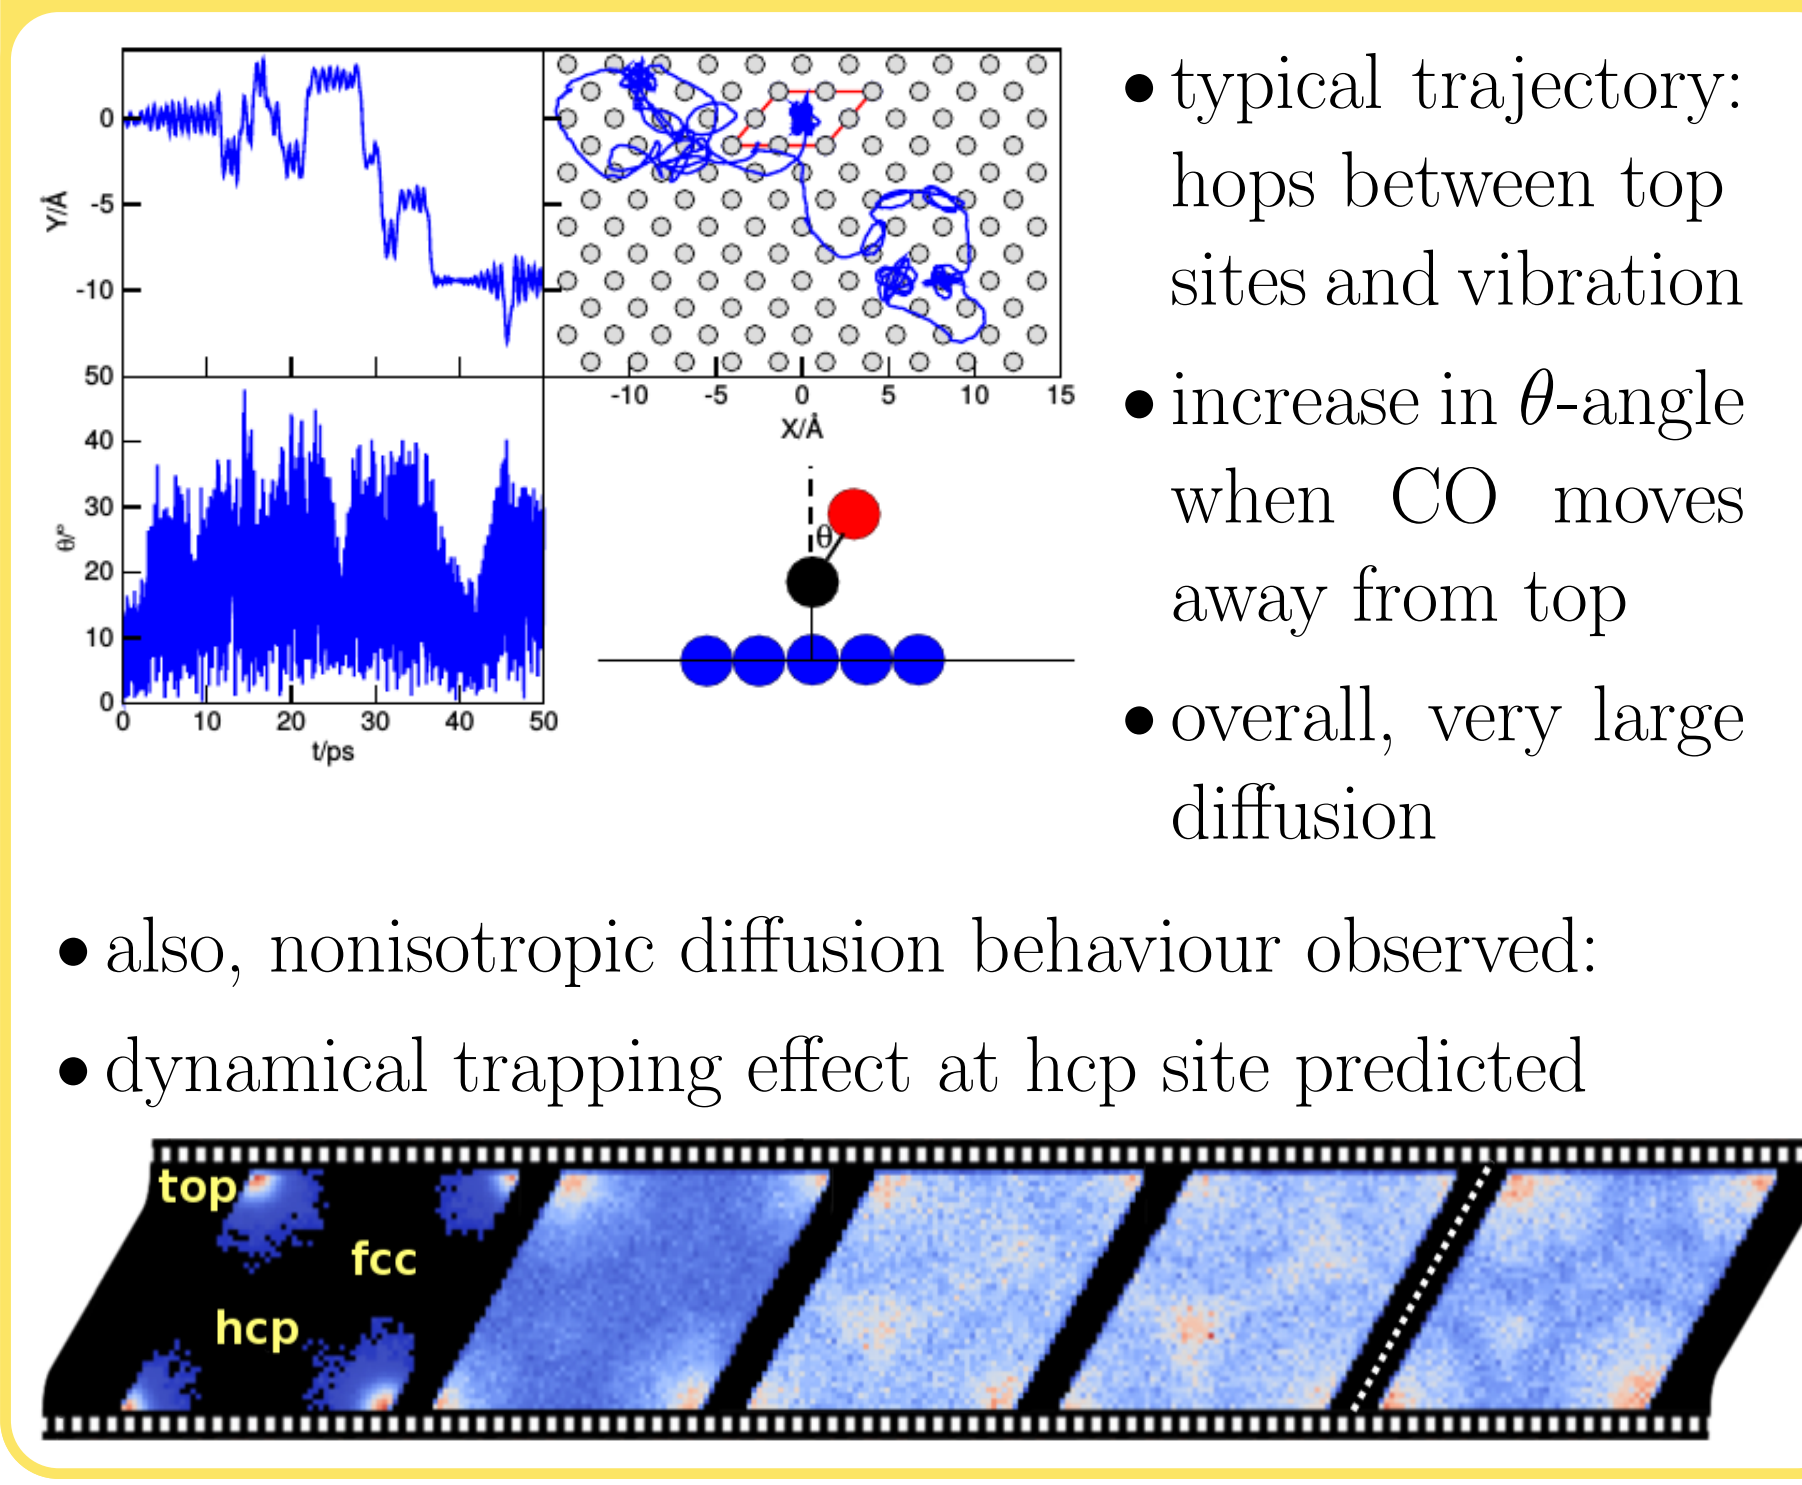 0
-5
-10
Y/Å
50
40
30
20
10
0
θ/°
0 10 20 30 40 50
t/ps
-10 -5 0 5 10 15
X/Å
θ
• typical trajectory:
hops between top
sites and vibration
• increase in θ-angle
when CO moves
away from top
• overall, very large
diffusion
• also, nonisotropic diffusion behaviour observed:
• dynamical trapping effect at hcp site predicted
top
fcc
hcp